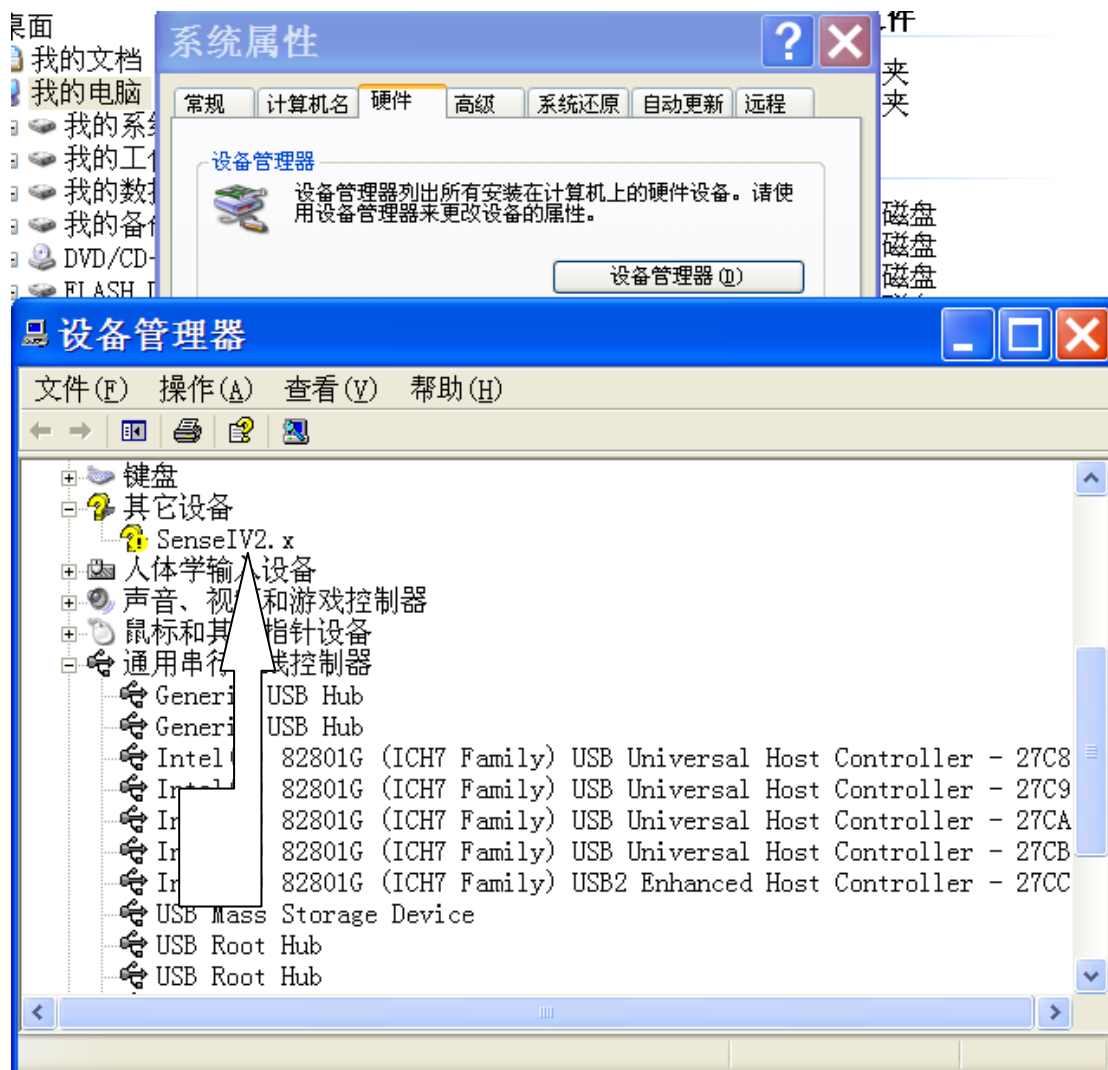 桌面
我的文档
我的电脑
我的系统
我的工
我的数据
我的备份
DVD/CD-
FLASH D
系统属性
件
夹
夹
磁盘
磁盘
磁盘
常规 计算机名 硬件 高级 系统还原 自动更新 远程
设备管理器
设备管理器列出所有安装在计算机上的硬件设备。请使
用设备管理器来更改设备的属性。
设备管理器(D)
设备管理器
文件(F) 操作(A) 查看(V) 帮助(H)
键盘
其它设备
SenseIV2.x
人体学输入设备
声音、视频和游戏控制器
鼠标和其 指针设备
通用串行 线控制器
Generi USB Hub
Generi USB Hub
Intel 82801G (ICH7 Family) USB Universal Host Controller - 27C8
Intel 82801G (ICH7 Family) USB Universal Host Controller - 27C9
In 82801G (ICH7 Family) USB Universal Host Controller - 27CA
In 82801G (ICH7 Family) USB Universal Host Controller - 27CB
In 82801G (ICH7 Family) USB2 Enhanced Host Controller - 27CC
USB Mass Storage Device
USB Root Hub
USB Root Hub